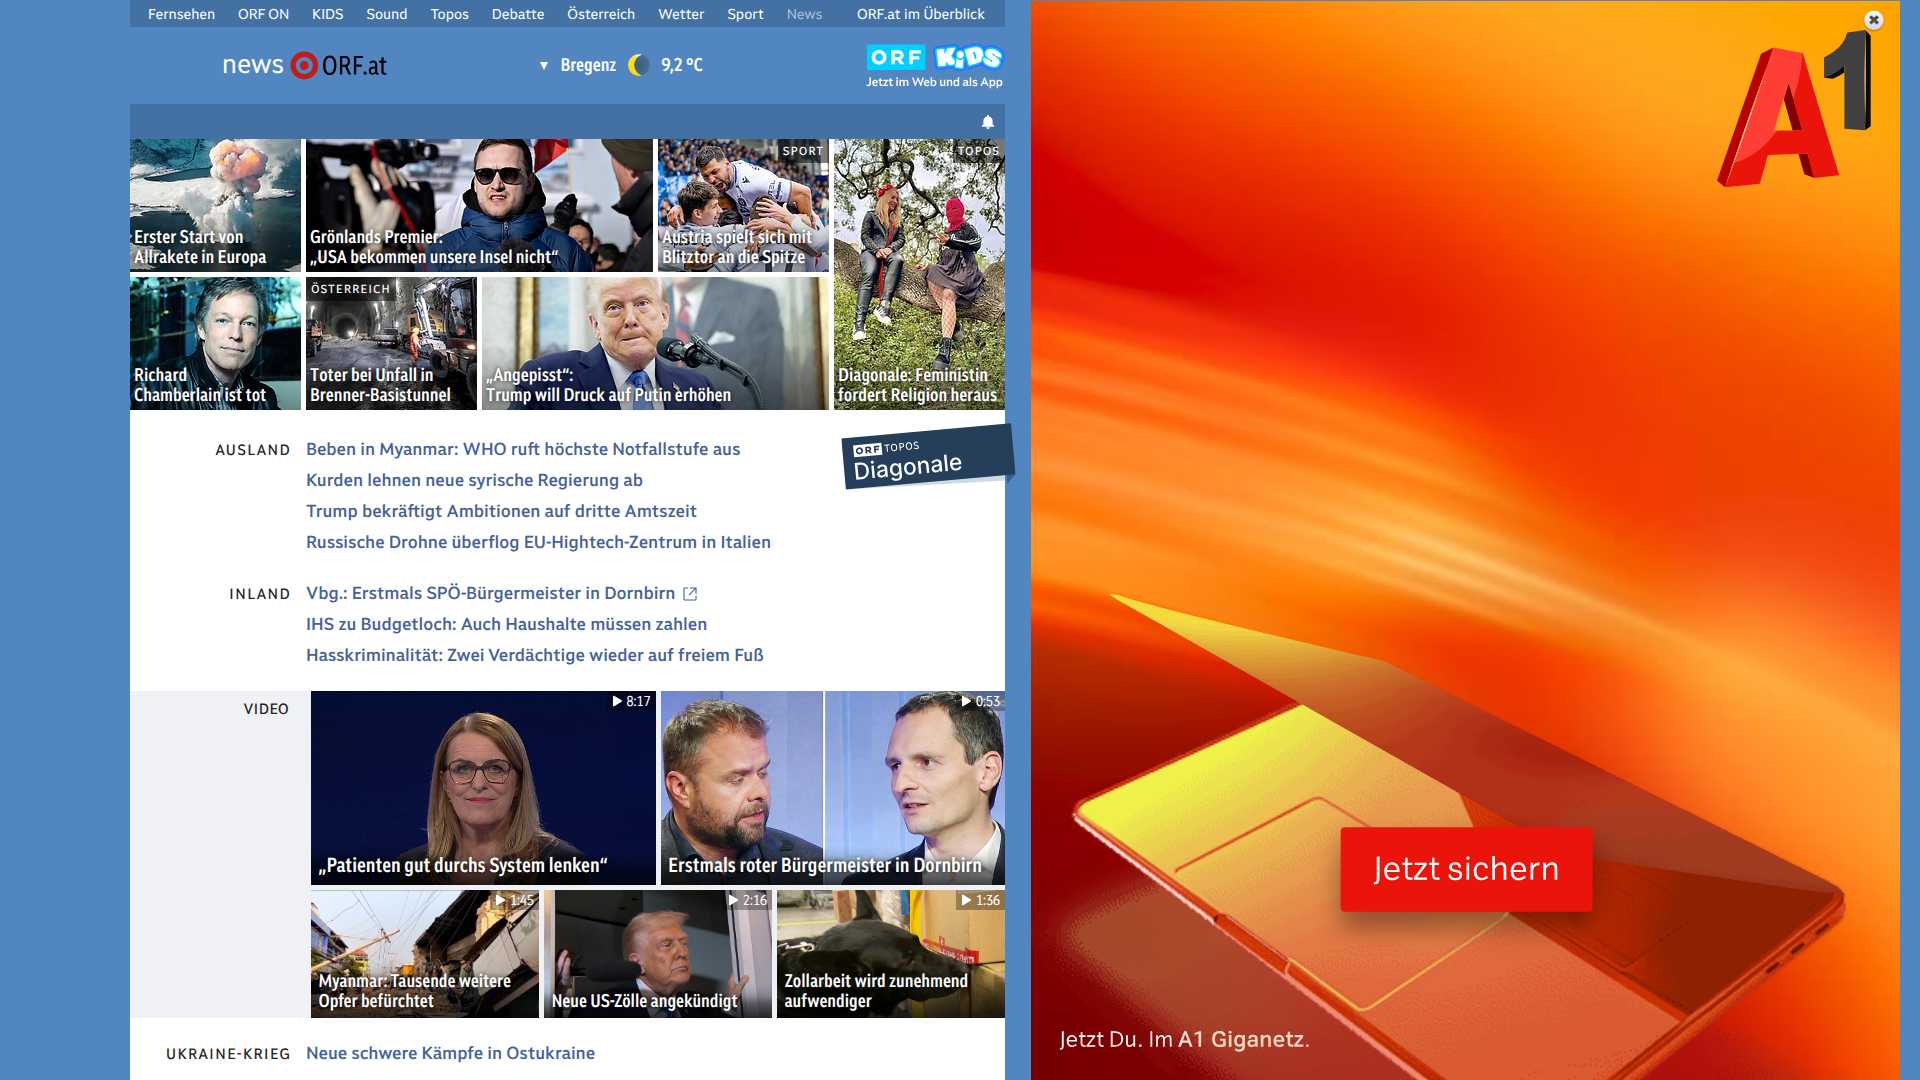 Fernsehen ORF ON KIDS Sound Topos Debatte Österreich Wetter Sport News ORF.at im Überblick
news ORF.at
▼ Bregenz 9,2 °C
ORF KiDS
Jetzt im Web und als App
Erster Start von
Allrakete in Europa
Grönlands Premier:
„USA bekommen unsere Insel nicht“
SPORT
Austria spielt sich mit
Blitztor an die Spitze
TOPOS
Diagonale: Feministin
fordert Religion heraus
Richard
Chamberlain ist tot
ÖSTERREICH
Toter bei Unfall in
Brenner-Basistunnel
„Angepisst“:
Trump will Druck auf Putin erhöhen
AUSLAND
Beben in Myanmar: WHO ruft höchste Notfallstufe aus
Kurden lehnen neue syrische Regierung ab
Trump bekräftigt Ambitionen auf dritte Amtszeit
Russische Drohne überflog EU-Hightech-Zentrum in Italien
ORF TOPOS
Diagonale
INLAND
Vbg.: Erstmals SPÖ-Bürgermeister in Dornbirn
IHS zu Budgetloch: Auch Haushalte müssen zahlen
Hasskriminalität: Zwei Verdächtige wieder auf freiem Fuß
VIDEO
8:17
„Patienten gut durchs System lenken“
0:53
Erstmals roter Bürgermeister in Dornbirn
1:45
Myanmar: Tausende weitere
Opfer befürchtet
2:16
Neue US-Zölle angekündigt
1:36
Zollarbeit wird zunehmend
aufwendiger
UKRAINE-KRIEG
Neue schwere Kämpfe in Ostukraine
A1
Jetzt sichern
Jetzt Du. Im A1 Giganetz.